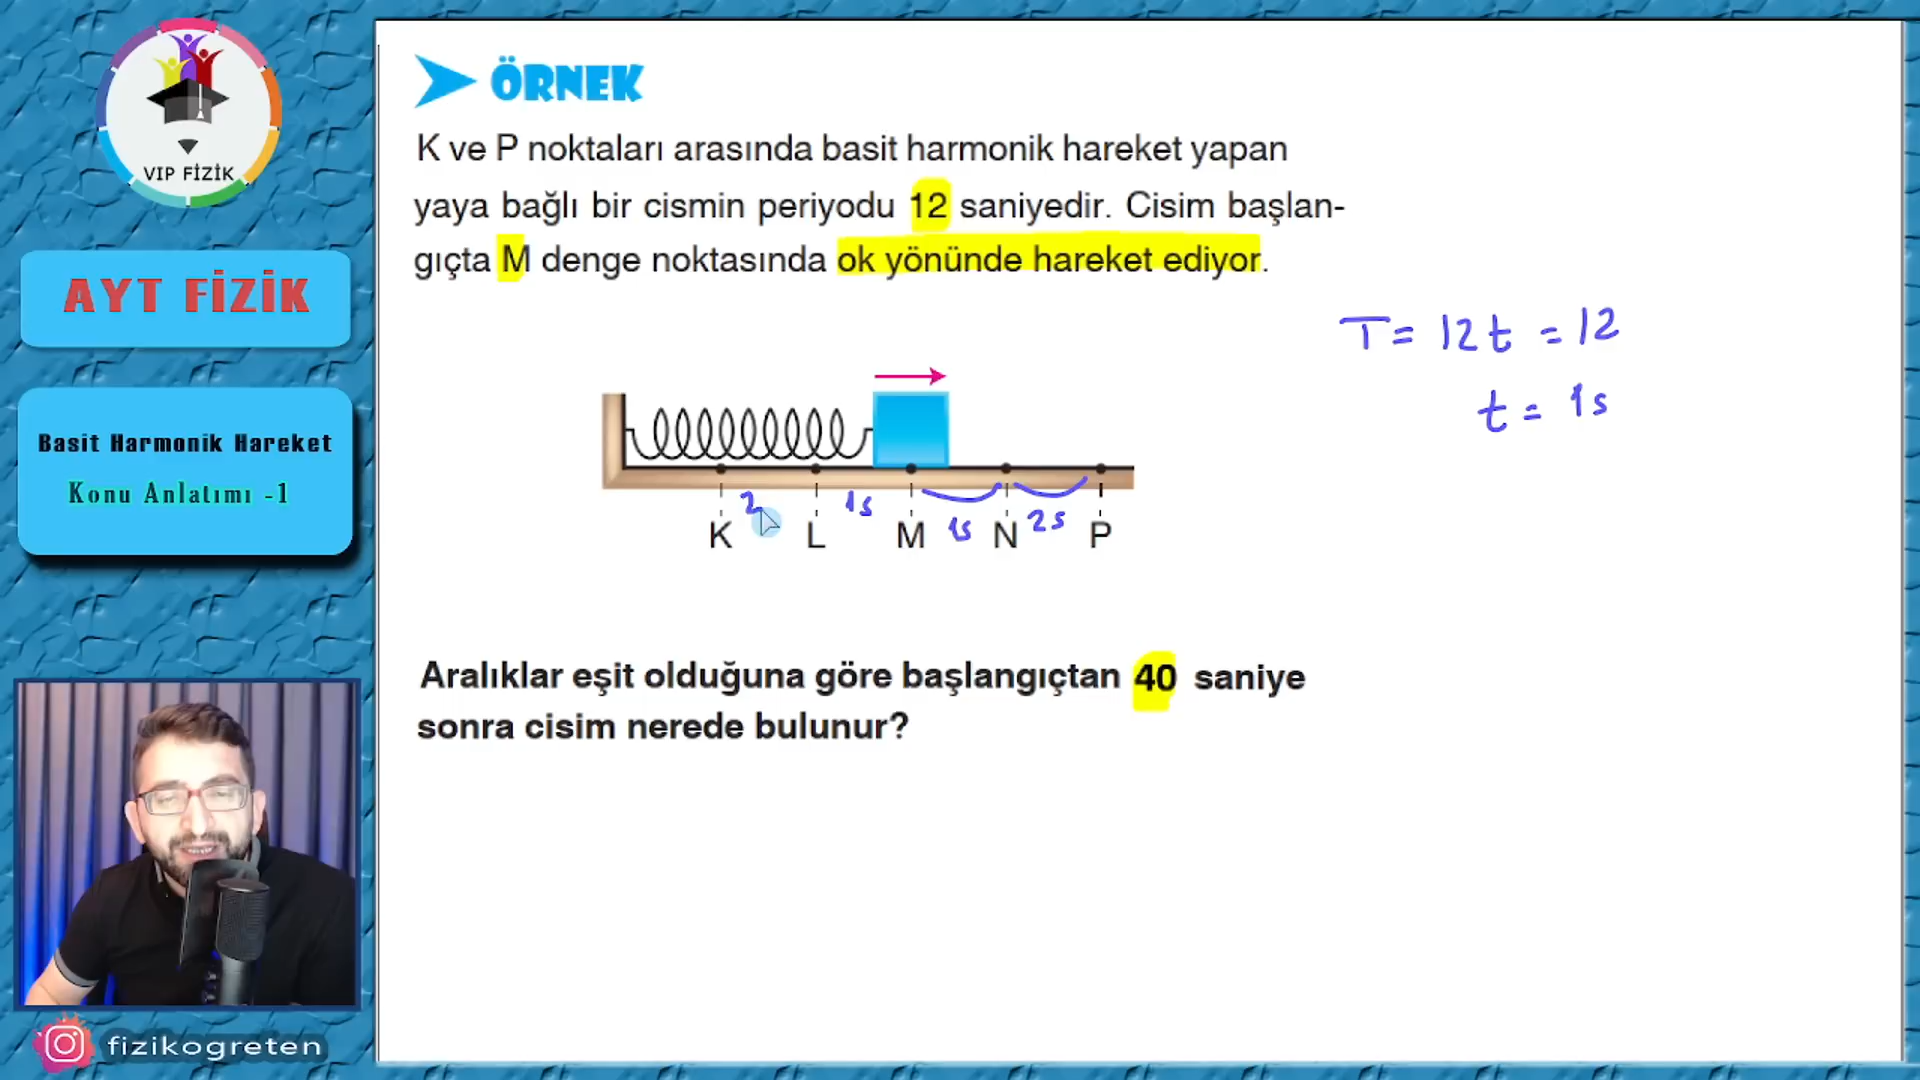 VIP FİZİK
AYT FİZİK
Basit Harmonik Hareket
Konu Anlatımı -1
ÖRNEK
K ve P noktaları arasında basit harmonik hareket yapan
yaya bağlı bir cismin periyodu 12 saniyedir. Cisim başlan-
gıçta M denge noktasında ok yönünde hareket ediyor.
T = 12t = 12
t = 1s
2 1s 1s 2s
K L M N P
Aralıklar eşit olduğuna göre başlangıçtan 40 saniye
sonra cisim nerede bulunur?
fizikogreten